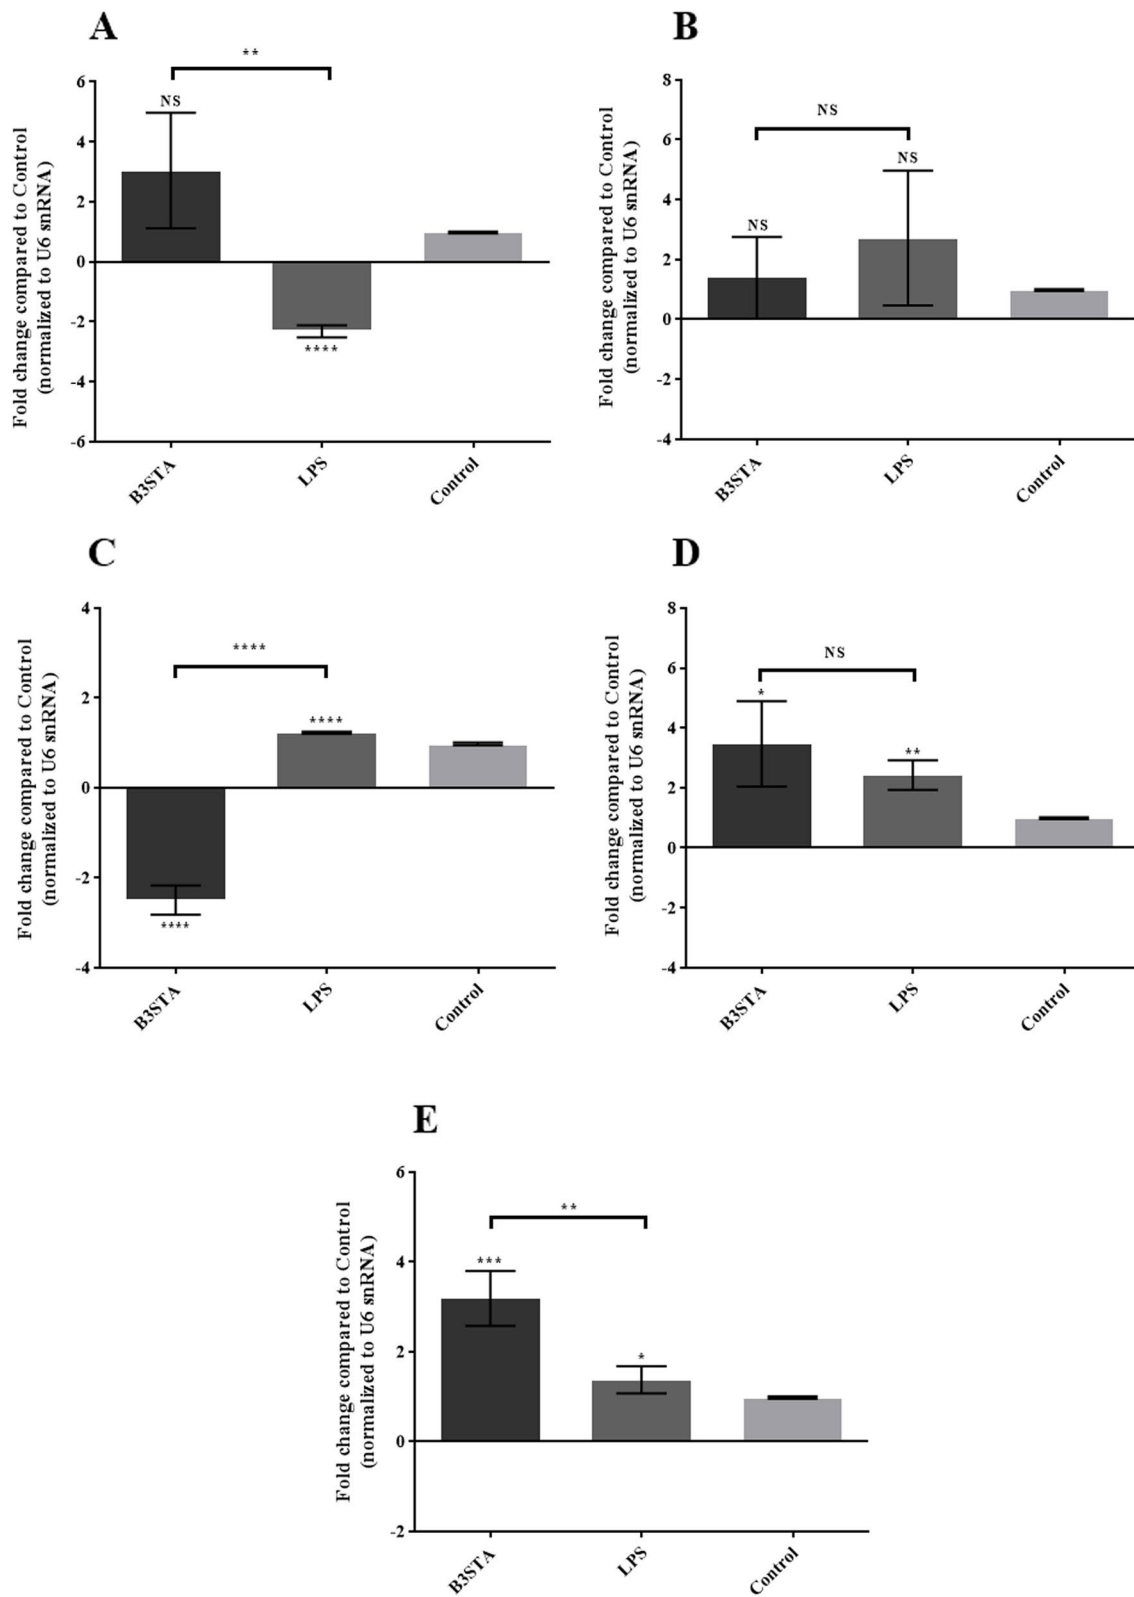 A
**
6
NS
4
2
0
-2
-4
-6
****
Fold change compared to Control
(normalized to U6 snRNA)
B3STA
LPS
Control
B
8
6
4
2
0
-2
-4
NS
NS
NS
Fold change compared to Control
(normalized to U6 snRNA)
B3STA
LPS
Control
C
4
2
0
-2
-4
****
****
****
Fold change compared to Control
(normalized to U6 snRNA)
B3STA
LPS
Control
D
8
6
4
2
0
-2
-4
NS
*
**
Fold change compared to Control
(normalized to U6 snRNA)
B3STA
LPS
Control
E
6
4
2
0
-2
**
***
*
Fold change compared to Control
(normalized to U6 snRNA)
B3STA
LPS
Control